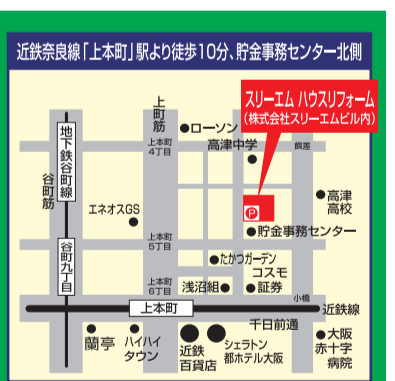 近鉄奈良線「上本町」駅より徒歩10分、貯金事務センター北側
スリーエム ハウスリフォーム
(株式会社スリーエムビル内)
上町筋
ローソン
上本町
4丁目
高津中学
餌差
地下鉄谷町線
谷町筋
エネオスGS
高津
高校
P
貯金事務センター
谷町九丁目
上本町
5丁目
たかつガーデン
コスモ
証券
上本町
6丁目
浅沼組
小橋
上本町
近鉄線
千日前通
蘭亭
ハイハイ
タウン
近鉄
百貨店
シェラトン
都ホテル大阪
大阪
赤十字
病院